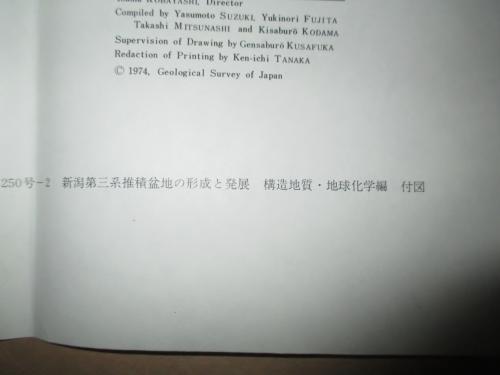 KOBAYASHI, Director
Compiled by Yasumoto SUZUKI, Yukinori FUJITA
Takashi MITSUNASHI and Kisaburō KODAMA
Supervision of Drawing by Gensaburō KUSAFUKA
Redaction of Printing by Ken-ichi TANAKA
© 1974, Geological Survey of Japan
250号-2 新潟第三系堆積盆地の形成と発展 構造地質・地球化学編 付図